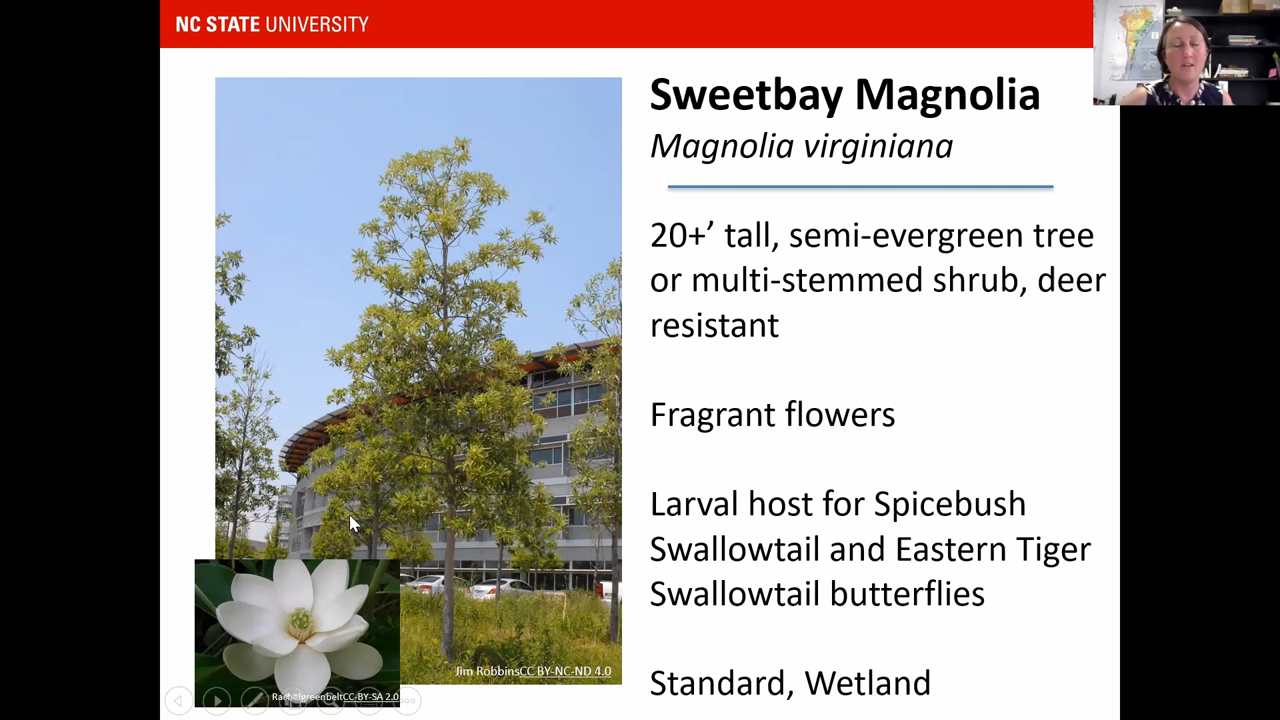 NC STATE UNIVERSITY
Sweetbay Magnolia
Magnolia virginiana
20+’ tall, semi-evergreen tree
or multi-stemmed shrub, deer
resistant
Fragrant flowers
Larval host for Spicebush
Swallowtail and Eastern Tiger
Swallowtail butterflies
Standard, Wetland
Jim RobbinsCC BY-NC-ND 4.0
CC-BY-SA 2.0